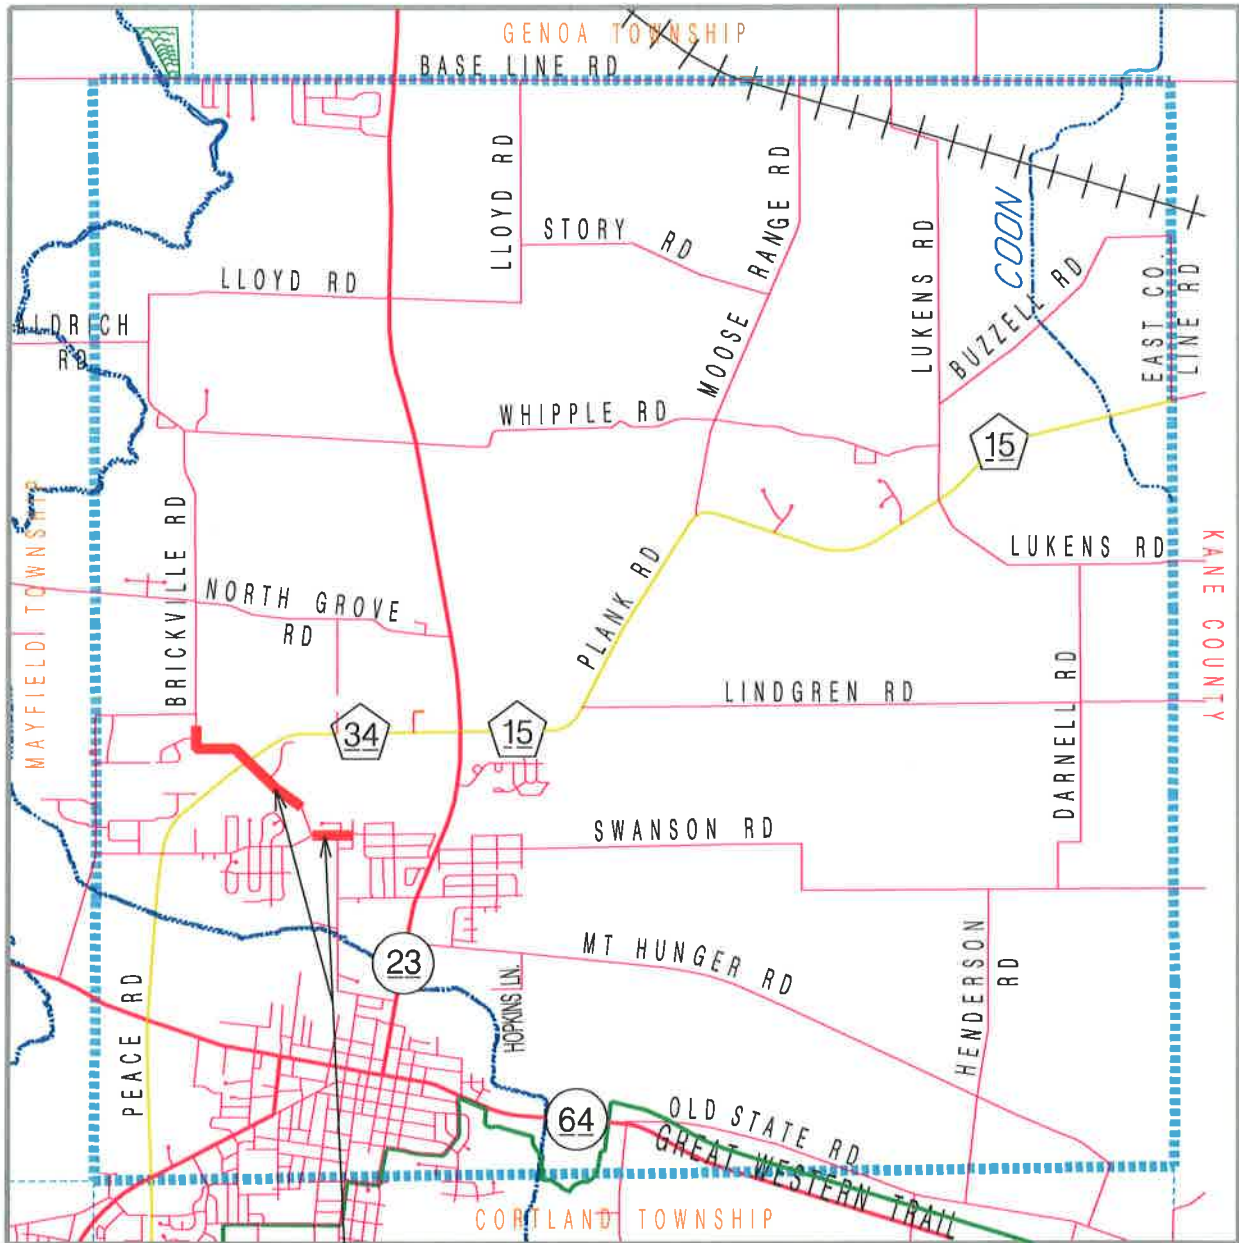 GENOA TOWNSHIP
BASE LINE RD
LLOYD RD
STORY RD
MOOSE RANGE RD
LUKENS RD
COON
BUZZELL RD
EAST CO.
LINE RD
LLOYD RD
ALDRICH
RD
WHIPPLE RD
15
MAYFIELD TOWNSHIP
BRICKVILLE RD
NORTH GROVE
RD
PLANK RD
LUKENS RD
KANE COUNTY
LINDGREN RD
DARNELL RD
34
15
SWANSON RD
23
MT HUNGER RD
HENDERSON
RD
HOPKINS LN.
PEACE RD
64
OLD STATE RD
GREAT WESTERN TRAIL
CORTLAND TOWNSHIP